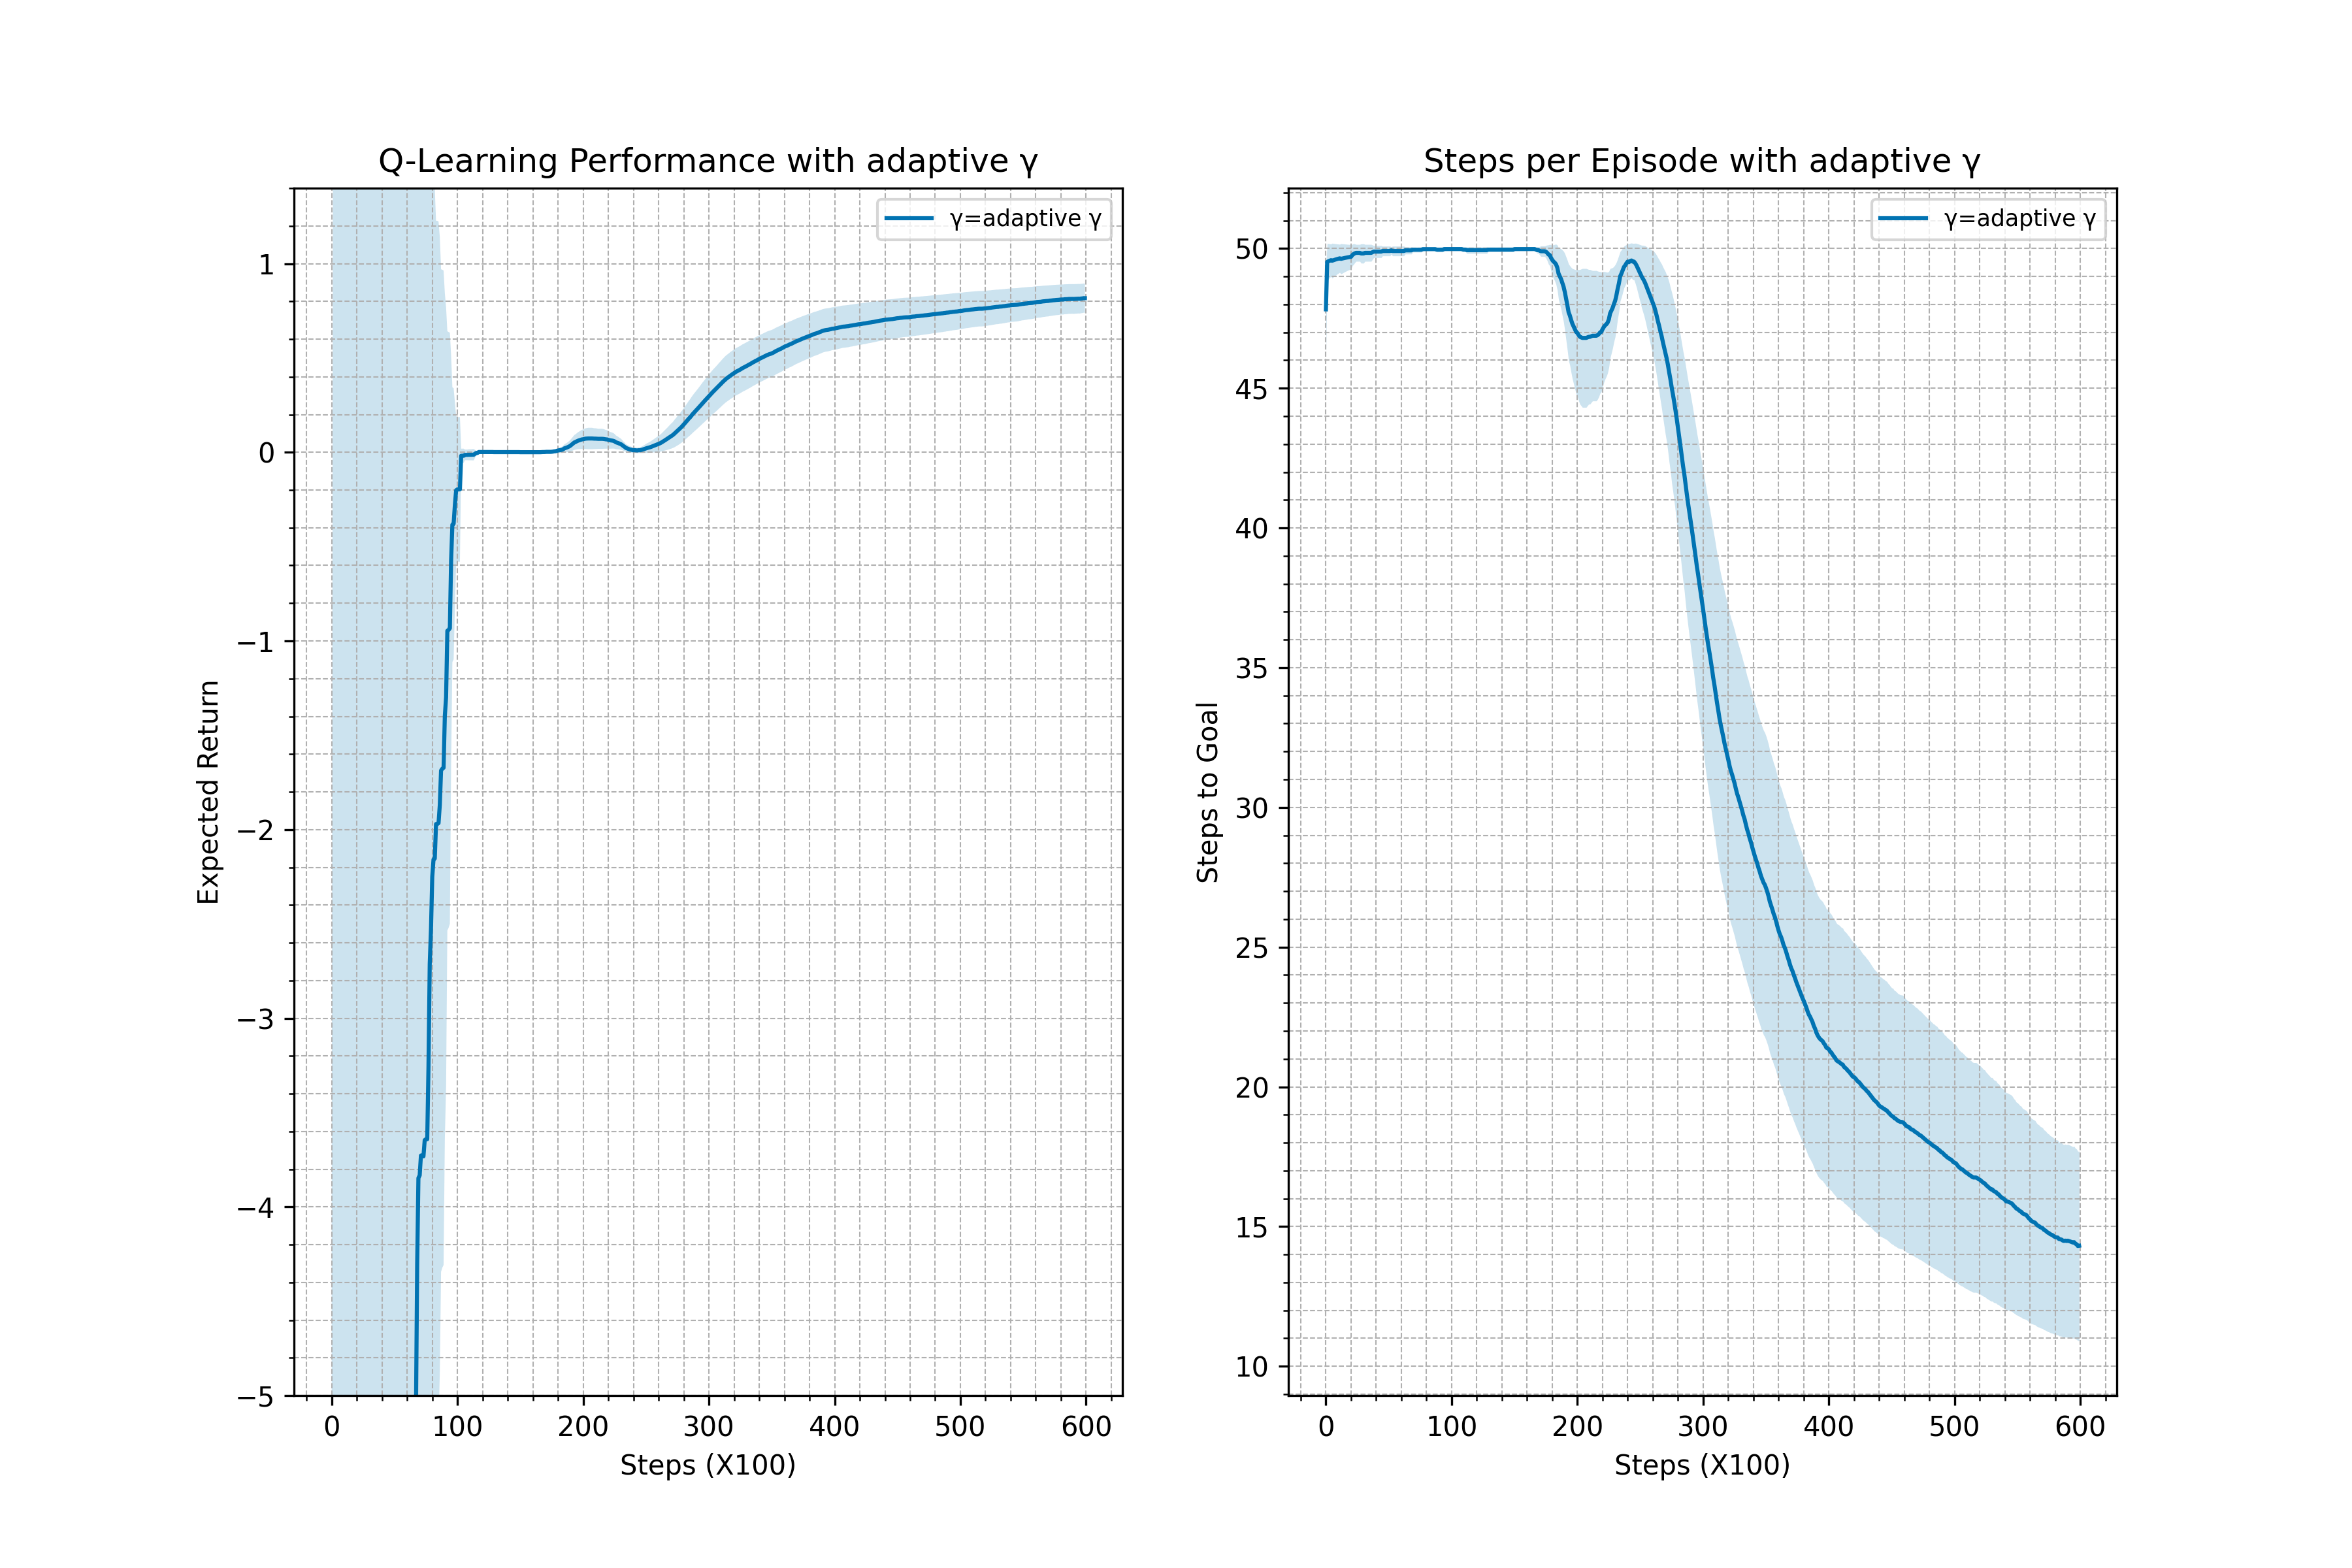 Q-Learning Performance with adaptive γ
γ=adaptive γ
1
0
−1
−2
−3
−4
−5
Expected Return
0 100 200 300 400 500 600
Steps (X100)
Steps per Episode with adaptive γ
γ=adaptive γ
50
45
40
35
30
25
20
15
10
Steps to Goal
0 100 200 300 400 500 600
Steps (X100)